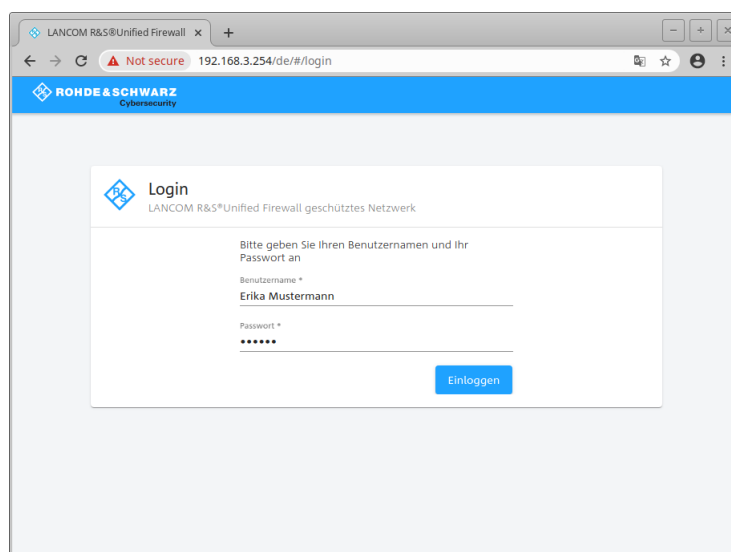 LANCOM R&S®Unified Firewall
Not secure 192.168.3.254/de/#/login
ROHDE&SCHWARZ
Cybersecurity
R S
Login
LANCOM R&S®Unified Firewall geschütztes Netzwerk
Bitte geben Sie Ihren Benutzernamen und Ihr
Passwort an
Benutzername *
Erika Mustermann
Passwort *
••••••
Einloggen